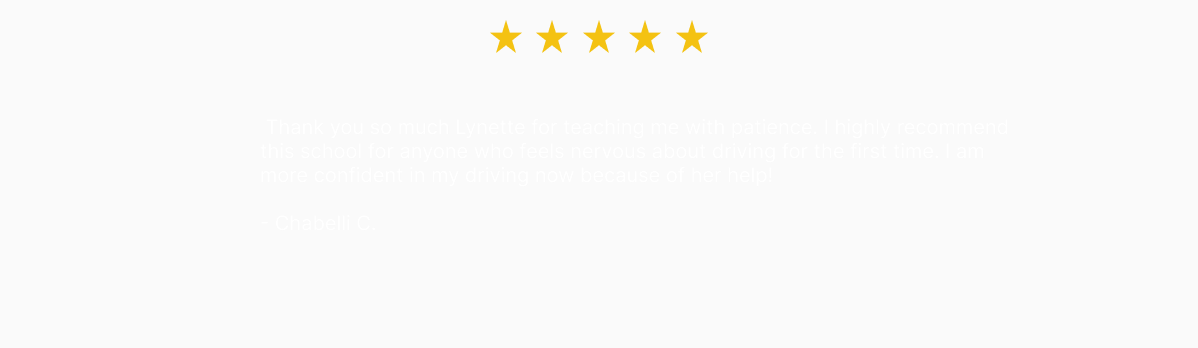 Thank you so much Lynette for teaching me with patience. I highly recommend
this school for anyone who feels nervous about driving for the first time. I am
more confident in my driving now because of her help!
- Chabelli C.